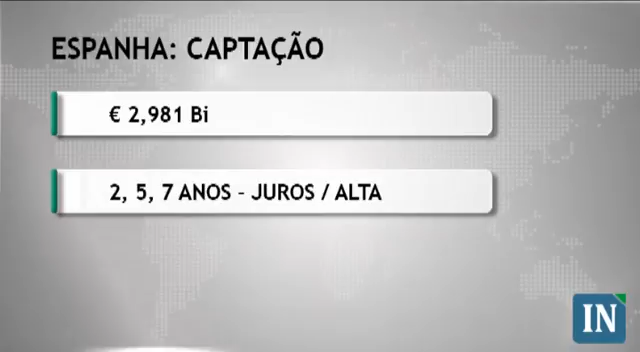 ESPANHA: CAPTAÇÃO
€ 2,981 Bi
2, 5, 7 ANOS - JUROS / ALTA
IN